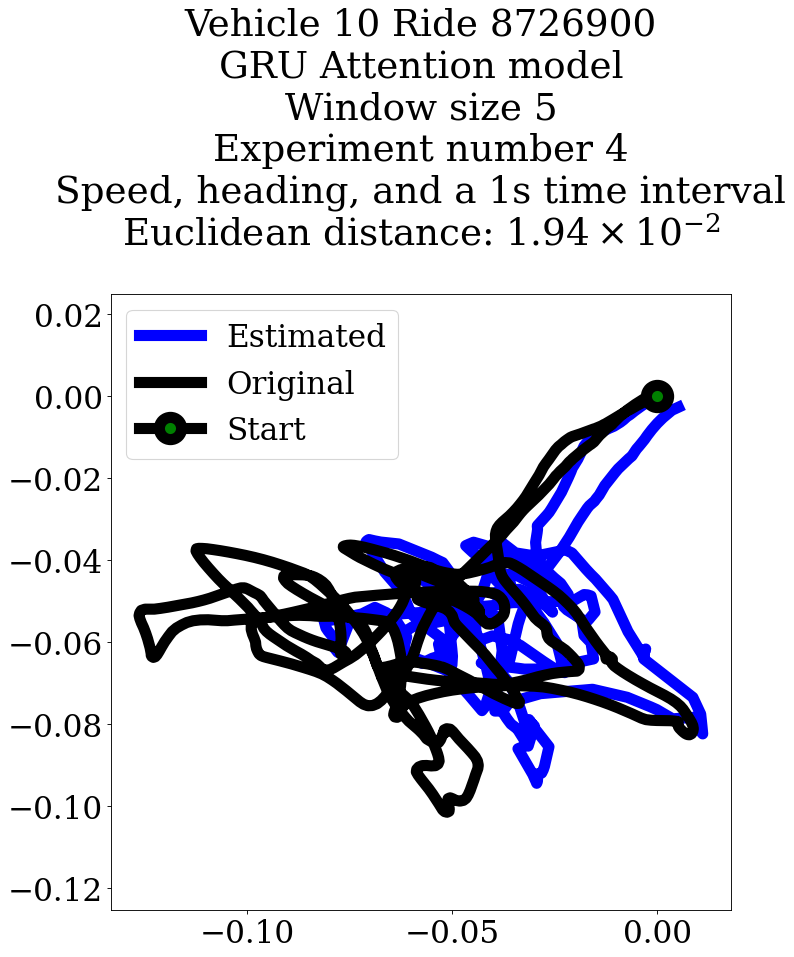 Vehicle 10 Ride 8726900
GRU Attention model
Window size 5
Experiment number 4
Speed, heading, and a 1s time interval
Euclidean distance: 1.94 × 10⁻²
Estimated
Original
Start
0.02
0.00
−0.02
−0.04
−0.06
−0.08
−0.10
−0.12
−0.10 −0.05 0.00